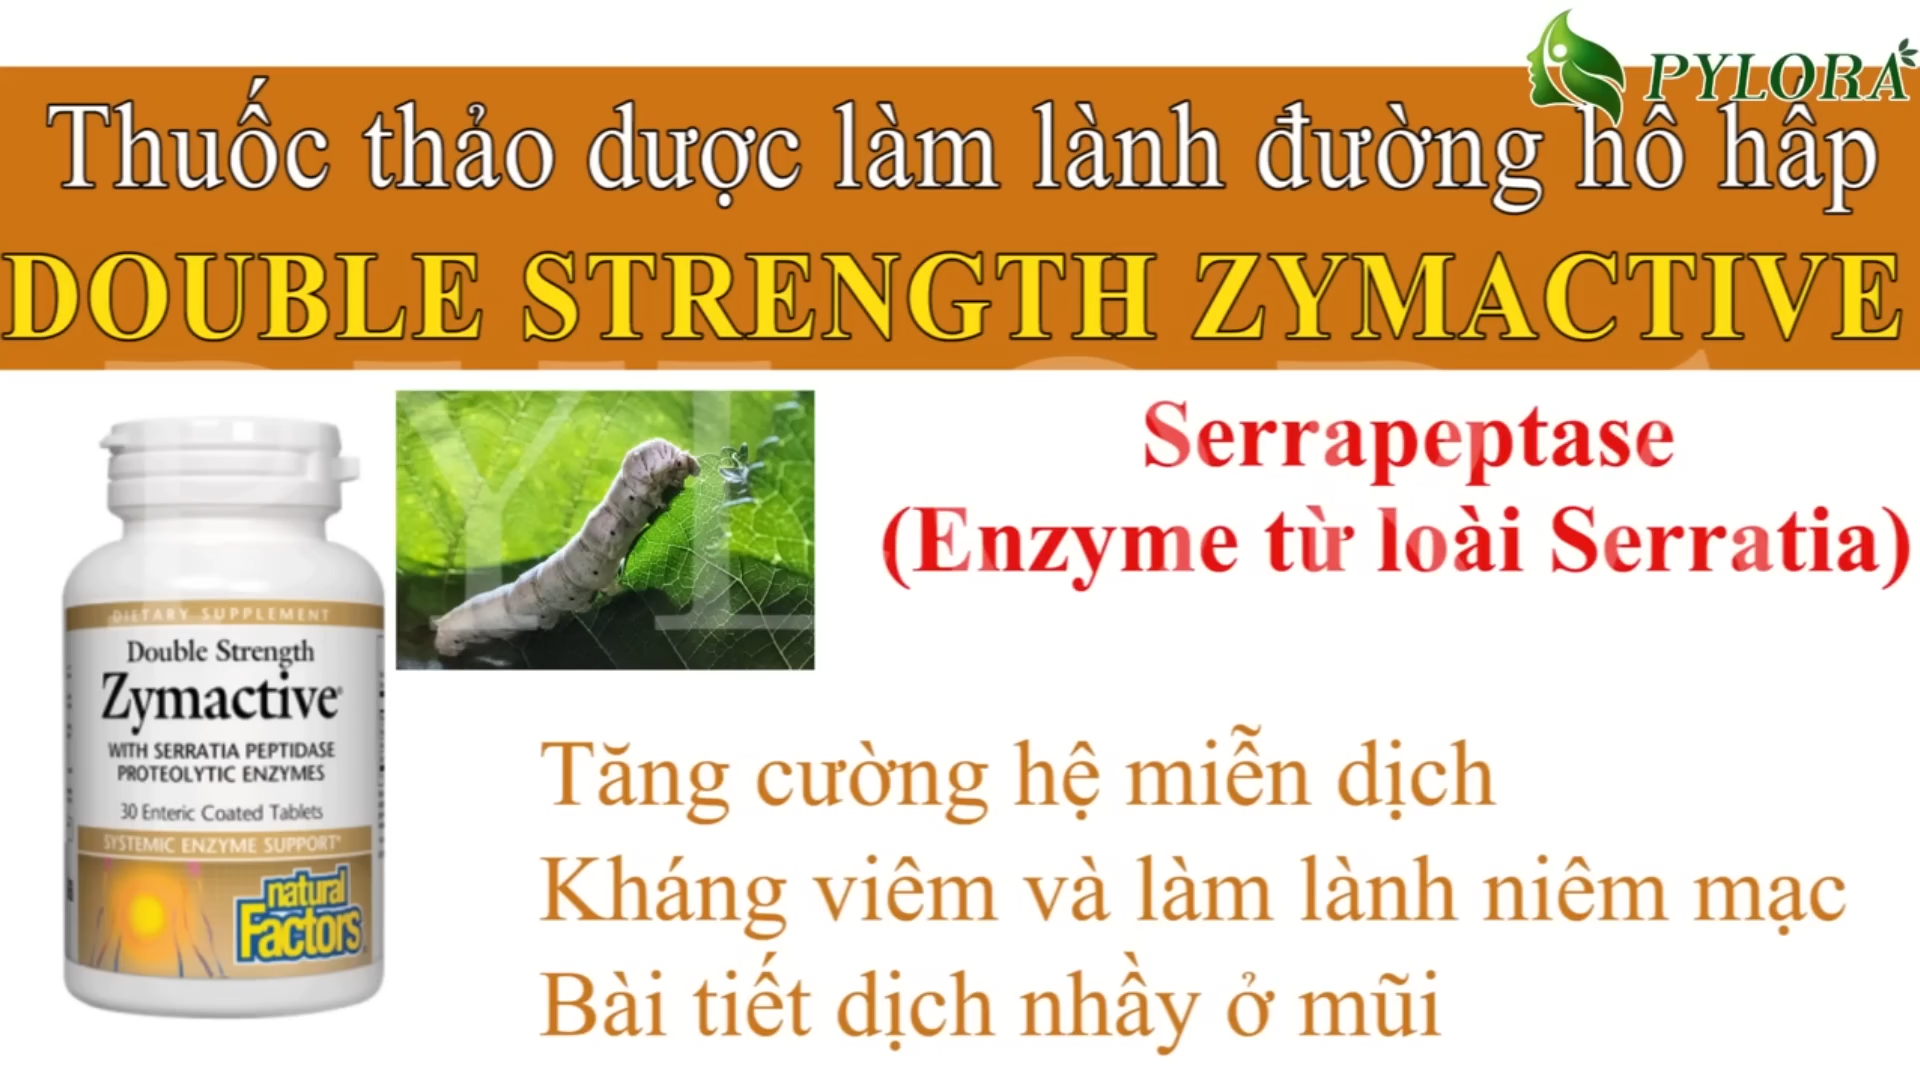 PYLORA
Thuốc thảo dược làm lành đường hô hấp
DOUBLE STRENGTH ZYMACTIVE
Serrapeptase
(Enzyme từ loài Serratia)
DIETARY SUPPLEMENT
Double Strength
Zymactive®
WITH SERRATIA PEPTIDASE
PROTEOLYTIC ENZYMES
30 Enteric Coated Tablets
SYSTEMIC ENZYME SUPPORT*
natural
Factors
Tăng cường hệ miễn dịch
Kháng viêm và làm lành niêm mạc
Bài tiết dịch nhầy ở mũi